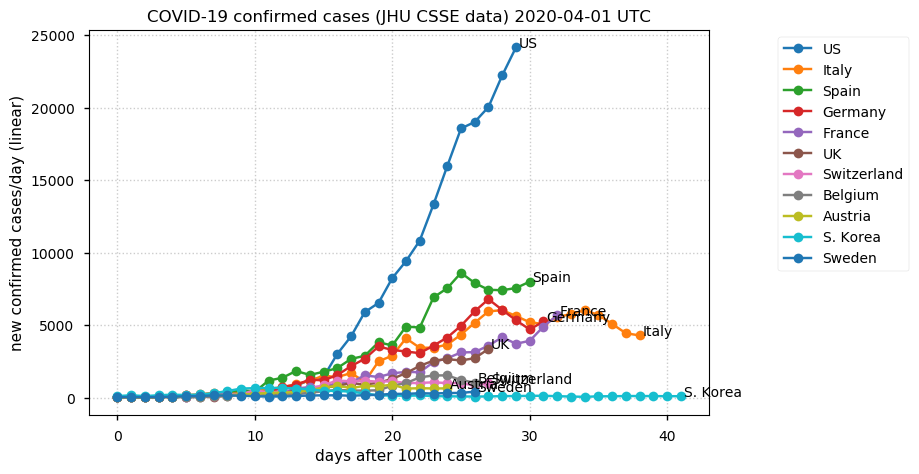 COVID-19 confirmed cases (JHU CSSE data) 2020-04-01 UTC
new confirmed cases/day (linear)
25000
20000
15000
10000
5000
0
US
Spain
France
Germany
Italy
UK
Belgium
Switzerland
Austria
Sweden
S. Korea
0 10 20 30 40
days after 100th case
US
Italy
Spain
Germany
France
UK
Switzerland
Belgium
Austria
S. Korea
Sweden